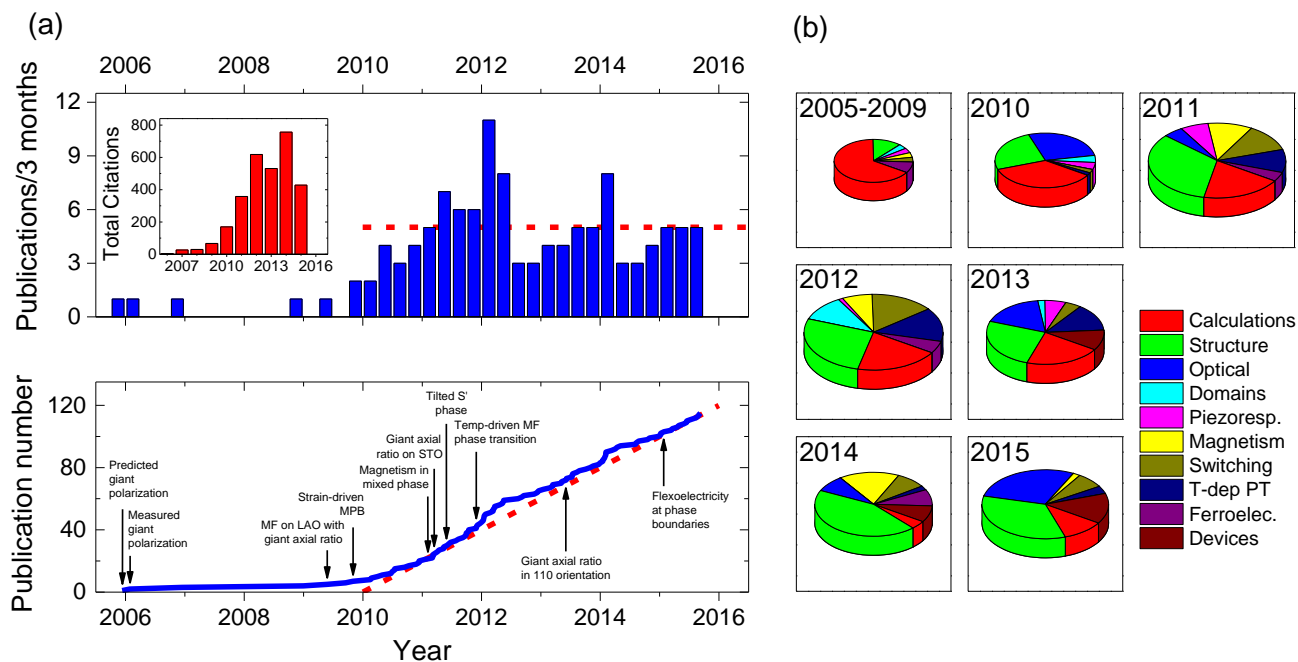 (a)
2006 2008 2010 2012 2014 2016
Publications/3 months
12
9
6
3
0
Total Citations
800
600
400
200
0
2007 2010 2013 2016
Publication number
120
80
40
0
Predicted
giant
polarization
Measured
giant
polarization
MF on LAO with
giant axial ratio
Strain-driven
MPB
Magnetism in
mixed phase
Giant axial
ratio on STO
Tilted S'
phase
Temp-driven MF
phase transition
Giant axial ratio
in 110 orientation
Flexoelectricity
at phase boundaries
2006 2008 2010 2012 2014 2016
Year
(b)
2005-2009
2010
2011
2012
2013
2014
2015
Calculations
Structure
Optical
Domains
Piezoresp.
Magnetism
Switching
T-dep PT
Ferroelec.
Devices